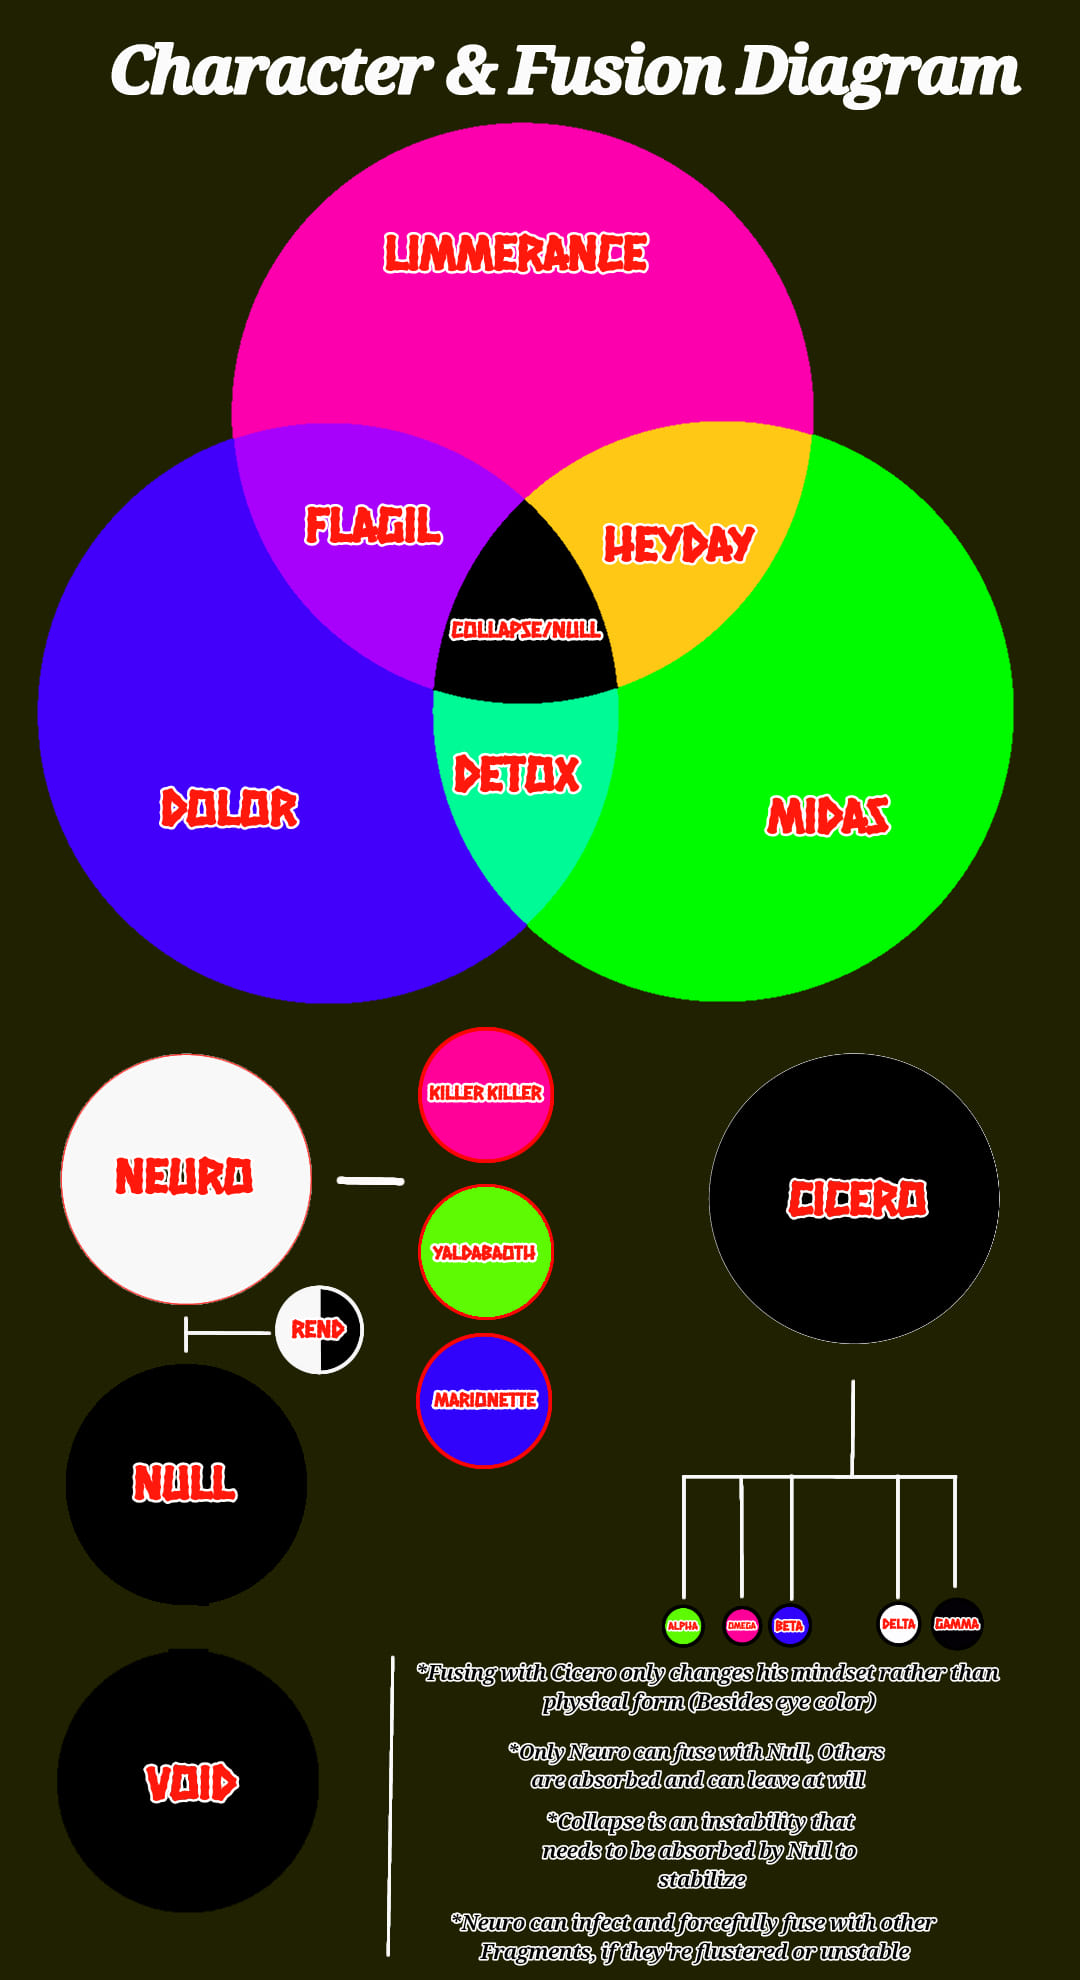 Character & Fusion Diagram
LIMMERANCE
FLAGIL
HEYDAY
COLLAPSE/NULL
DETOX
DOLOR
MIDAS
KILLER KILLER
NEURO
CICERO
YALDABAOTH
REND
MARIONETTE
NULL
ALPHA
OMEGA
BETA
DELTA
GAMMA
*Fusing with Cicero only changes his mindset rather than
physical form (Besides eye color)
*Only Neuro can fuse with Null, Others
are absorbed and can leave at will
VOID
*Collapse is an instability that
needs to be absorbed by Null to
stabilize
*Neuro can infect and forcefully fuse with other
Fragments, if they're flustered or unstable